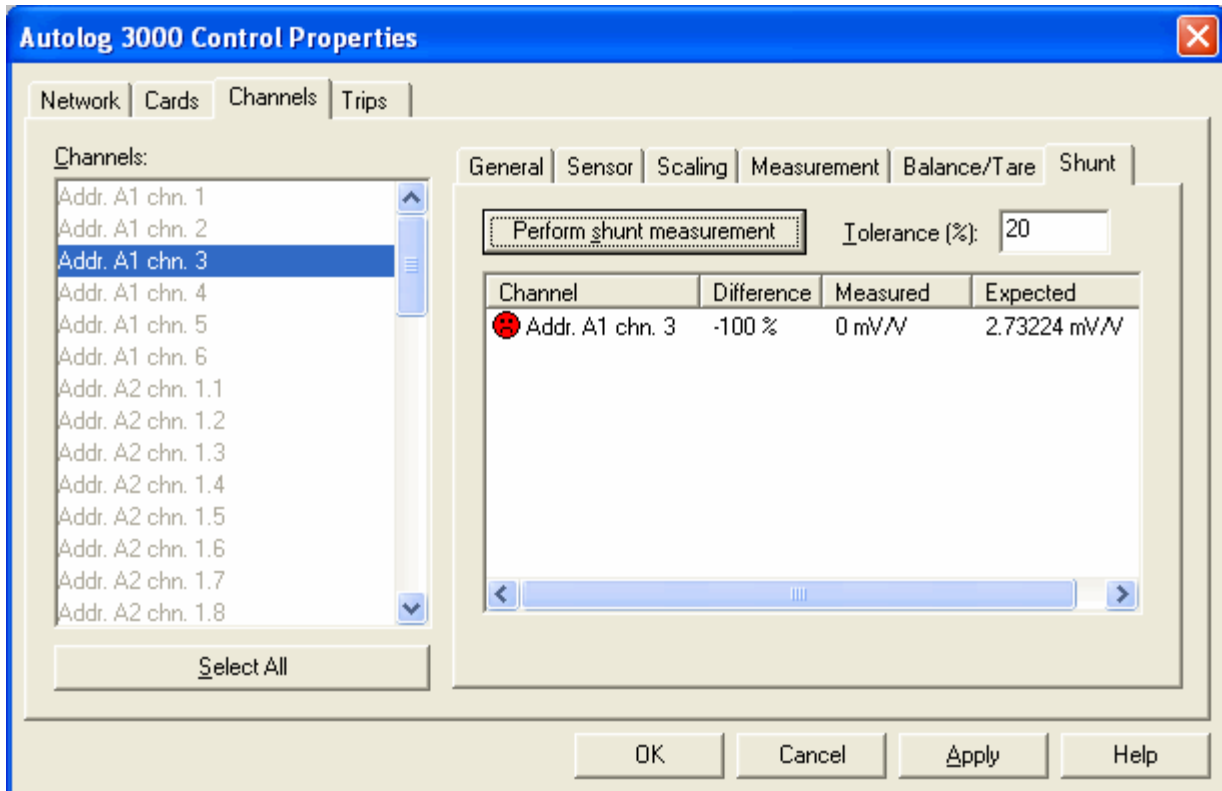 Autolog 3000 Control Properties
Network Cards Channels Trips
Channels:
Addr. A1 chn. 1
Addr. A1 chn. 2
Addr. A1 chn. 3
Addr. A1 chn. 4
Addr. A1 chn. 5
Addr. A1 chn. 6
Addr. A2 chn. 1.1
Addr. A2 chn. 1.2
Addr. A2 chn. 1.3
Addr. A2 chn. 1.4
Addr. A2 chn. 1.5
Addr. A2 chn. 1.6
Addr. A2 chn. 1.7
Addr. A2 chn. 1.8
Select All
General Sensor Scaling Measurement Balance/Tare Shunt
Perform shunt measurement Tolerance (%): 20
Channel Difference Measured Expected
Addr. A1 chn. 3 -100 % 0 mV/V 2.73224 mV/V
OK Cancel Apply Help